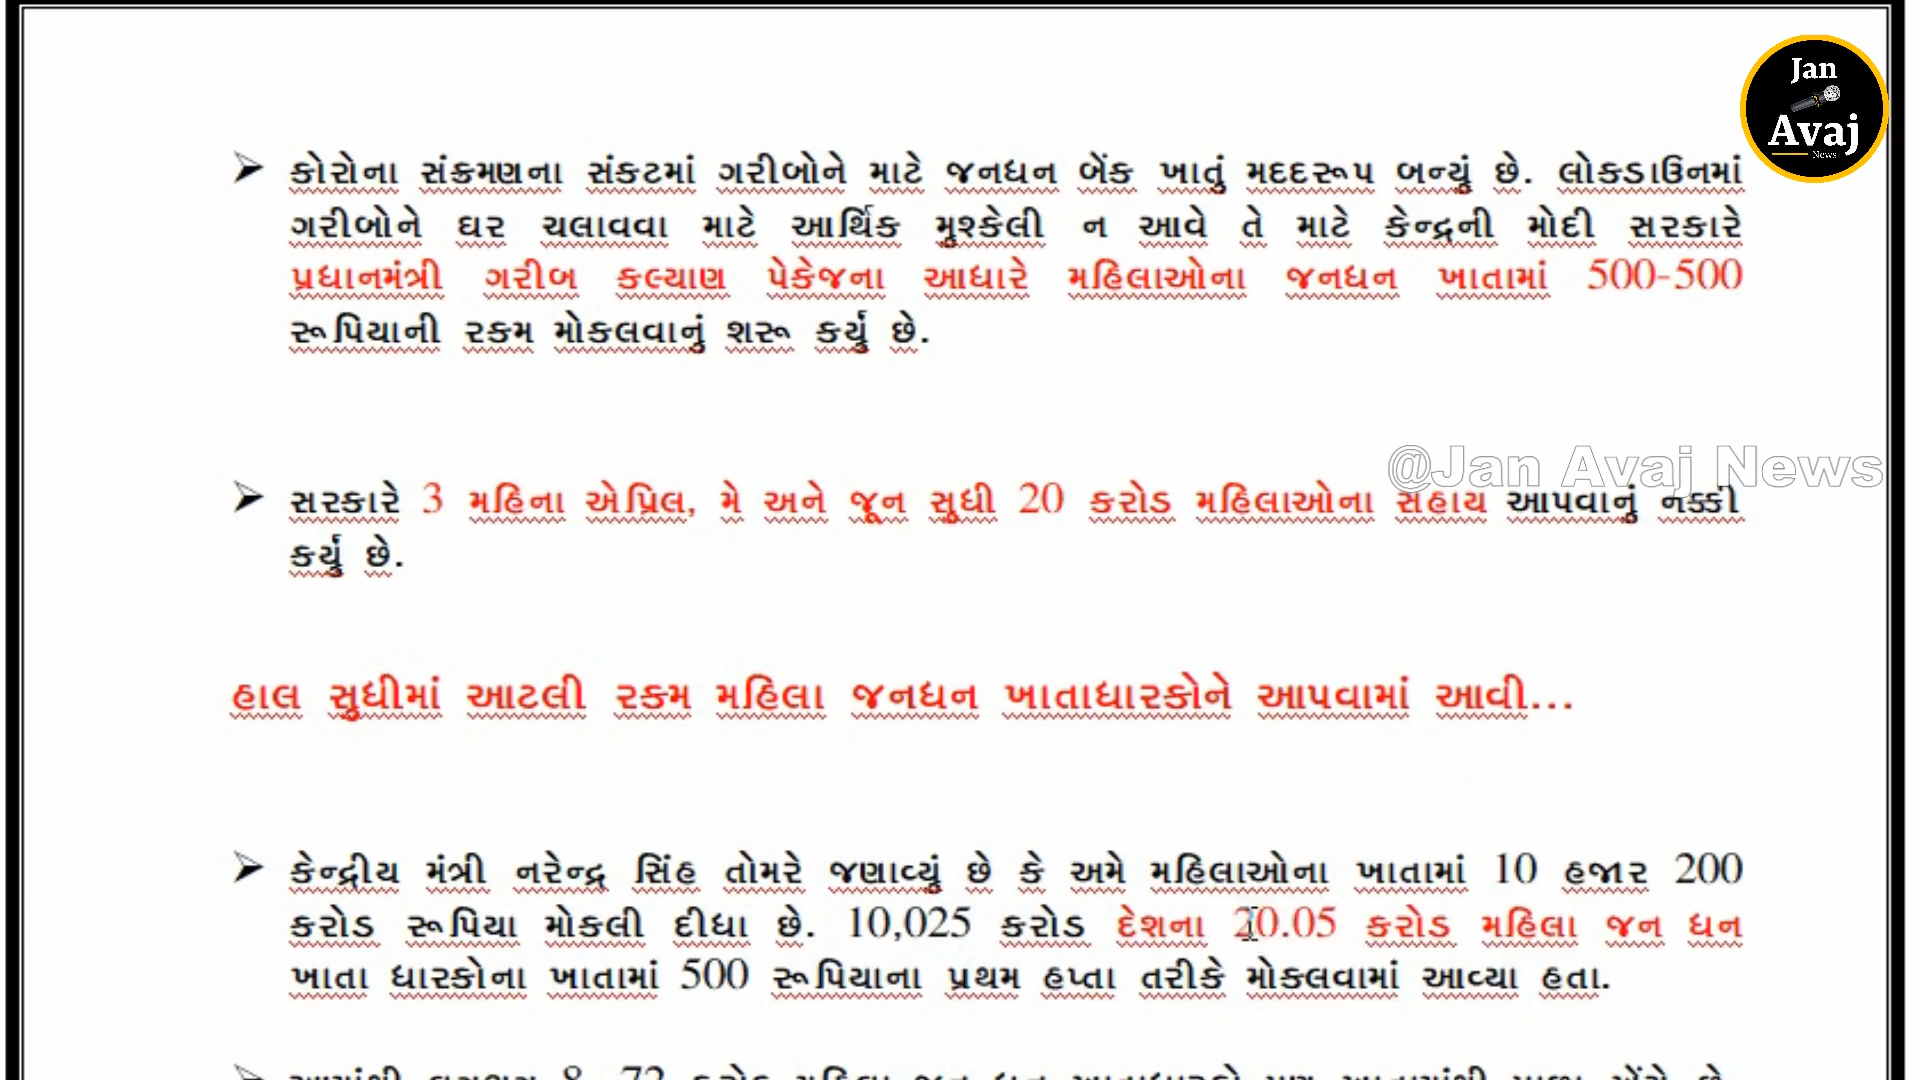 Jan
Avaj
News
કોરોના સંક્રમણના સંકટમાં ગરીબોને માટે જનધન બેંક ખાતું મદદરૂપ બન્યું છે. લોકડાઉનમાં
ગરીબોને ઘર ચલાવવા માટે આર્થિક મુશ્કેલી ન આવે તે માટે કેન્દ્રની મોદી સરકારે
પ્રધાનમંત્રી ગરીબ કલ્યાણ પેકેજના આધારે મહિલાઓના જનધન ખાતામાં 500-500
રૂપિયાની રકમ મોકલવાનું શરૂ કર્યું છે.
@Jan Avaj News
સરકારે 3 મહિના એપ્રિલ, મે અને જૂન સુધી 20 કરોડ મહિલાઓના સહાય આપવાનું નક્કી
કર્યું છે.
હાલ સુધીમાં આટલી રકમ મહિલા જનધન ખાતાધારકોને આપવામાં આવી...
કેન્દ્રીય મંત્રી નરેન્દ્ર સિંહ તોમરે જણાવ્યું છે કે અમે મહિલાઓના ખાતામાં 10 હજાર 200
કરોડ રૂપિયા મોકલી દીધા છે. 10,025 કરોડ દેશના 20.05 કરોડ મહિલા જન ધન
ખાતા ધારકોના ખાતામાં 500 રૂપિયાના પ્રથમ હપ્તા તરીકે મોકલવામાં આવ્યા હતા.